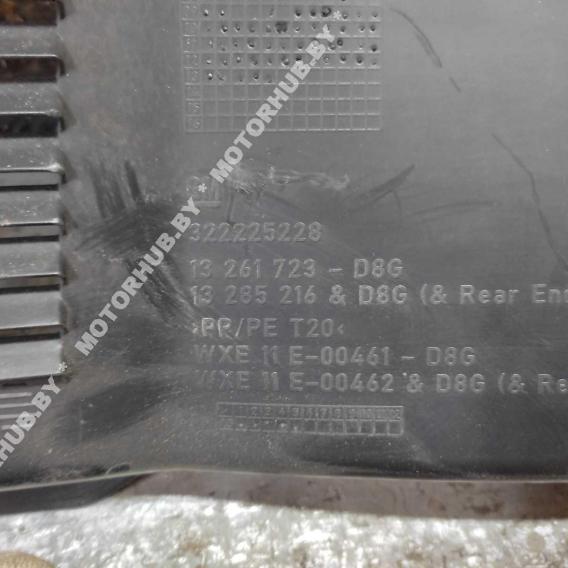 322225228
13 261 723 - D8G
13 285 216 & D8G (& Rear En
>PR/PE T20<
WXE 11 E-00461 - D8G
WXE 11 E-00462 & D8G (& Re
MOTORHUB.BY * MOTORHUB.BY * MOTORHUB.BY